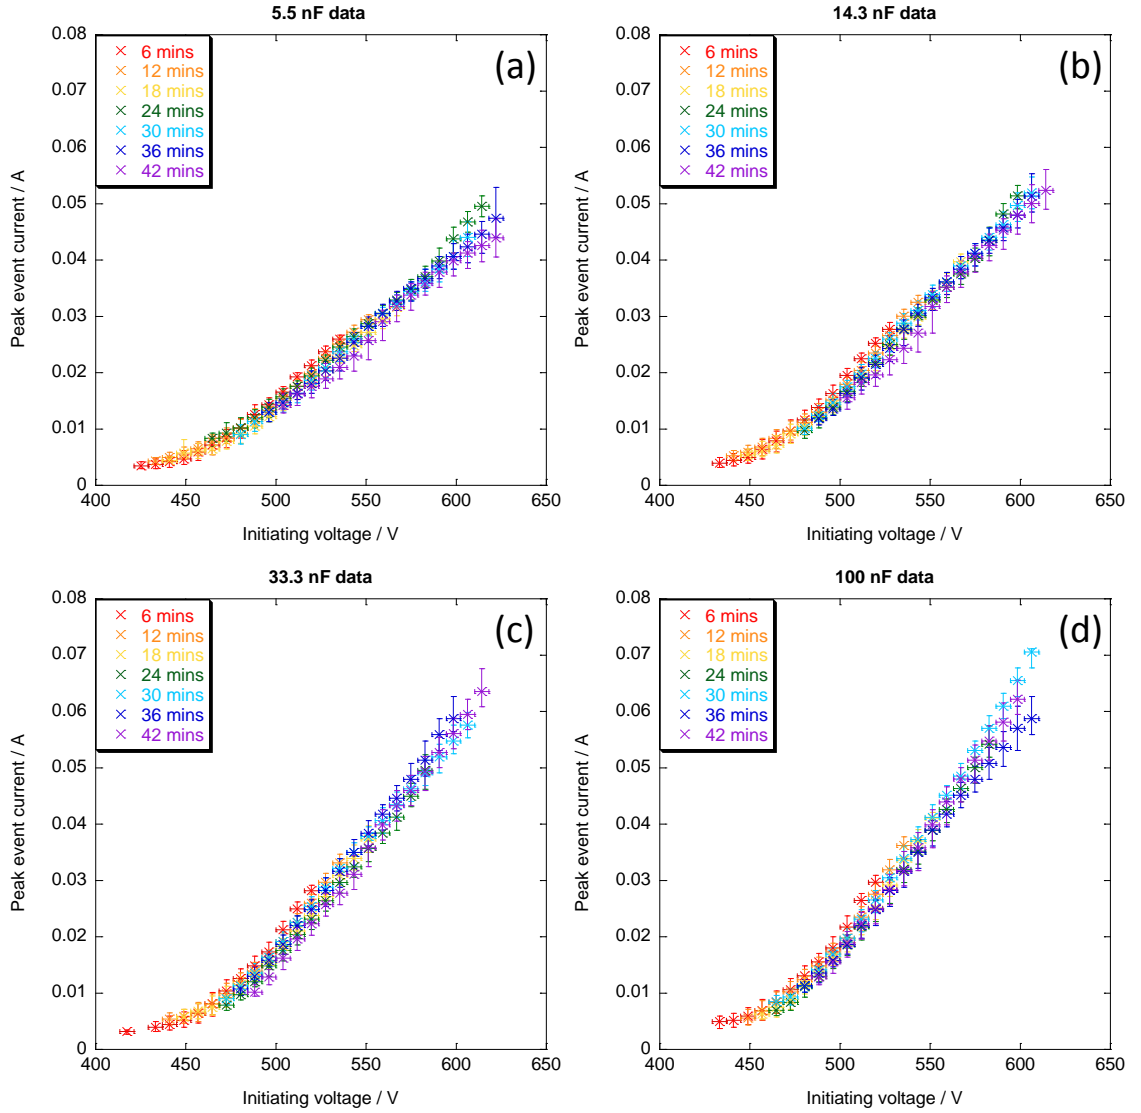 5.5 nF data
(a)
6 mins
12 mins
18 mins
24 mins
30 mins
36 mins
42 mins
Peak event current / A
0.08
0.07
0.06
0.05
0.04
0.03
0.02
0.01
0
400 450 500 550 600 650
Initiating voltage / V
14.3 nF data
(b)
6 mins
12 mins
18 mins
24 mins
30 mins
36 mins
42 mins
Peak event current / A
0.08
0.07
0.06
0.05
0.04
0.03
0.02
0.01
0
400 450 500 550 600 650
Initiating voltage / V
33.3 nF data
(c)
6 mins
12 mins
18 mins
24 mins
30 mins
36 mins
42 mins
Peak event current / A
0.08
0.07
0.06
0.05
0.04
0.03
0.02
0.01
0
400 450 500 550 600 650
Initiating voltage / V
100 nF data
(d)
6 mins
12 mins
18 mins
24 mins
30 mins
36 mins
42 mins
Peak event current / A
0.08
0.07
0.06
0.05
0.04
0.03
0.02
0.01
0
400 450 500 550 600 650
Initiating voltage / V